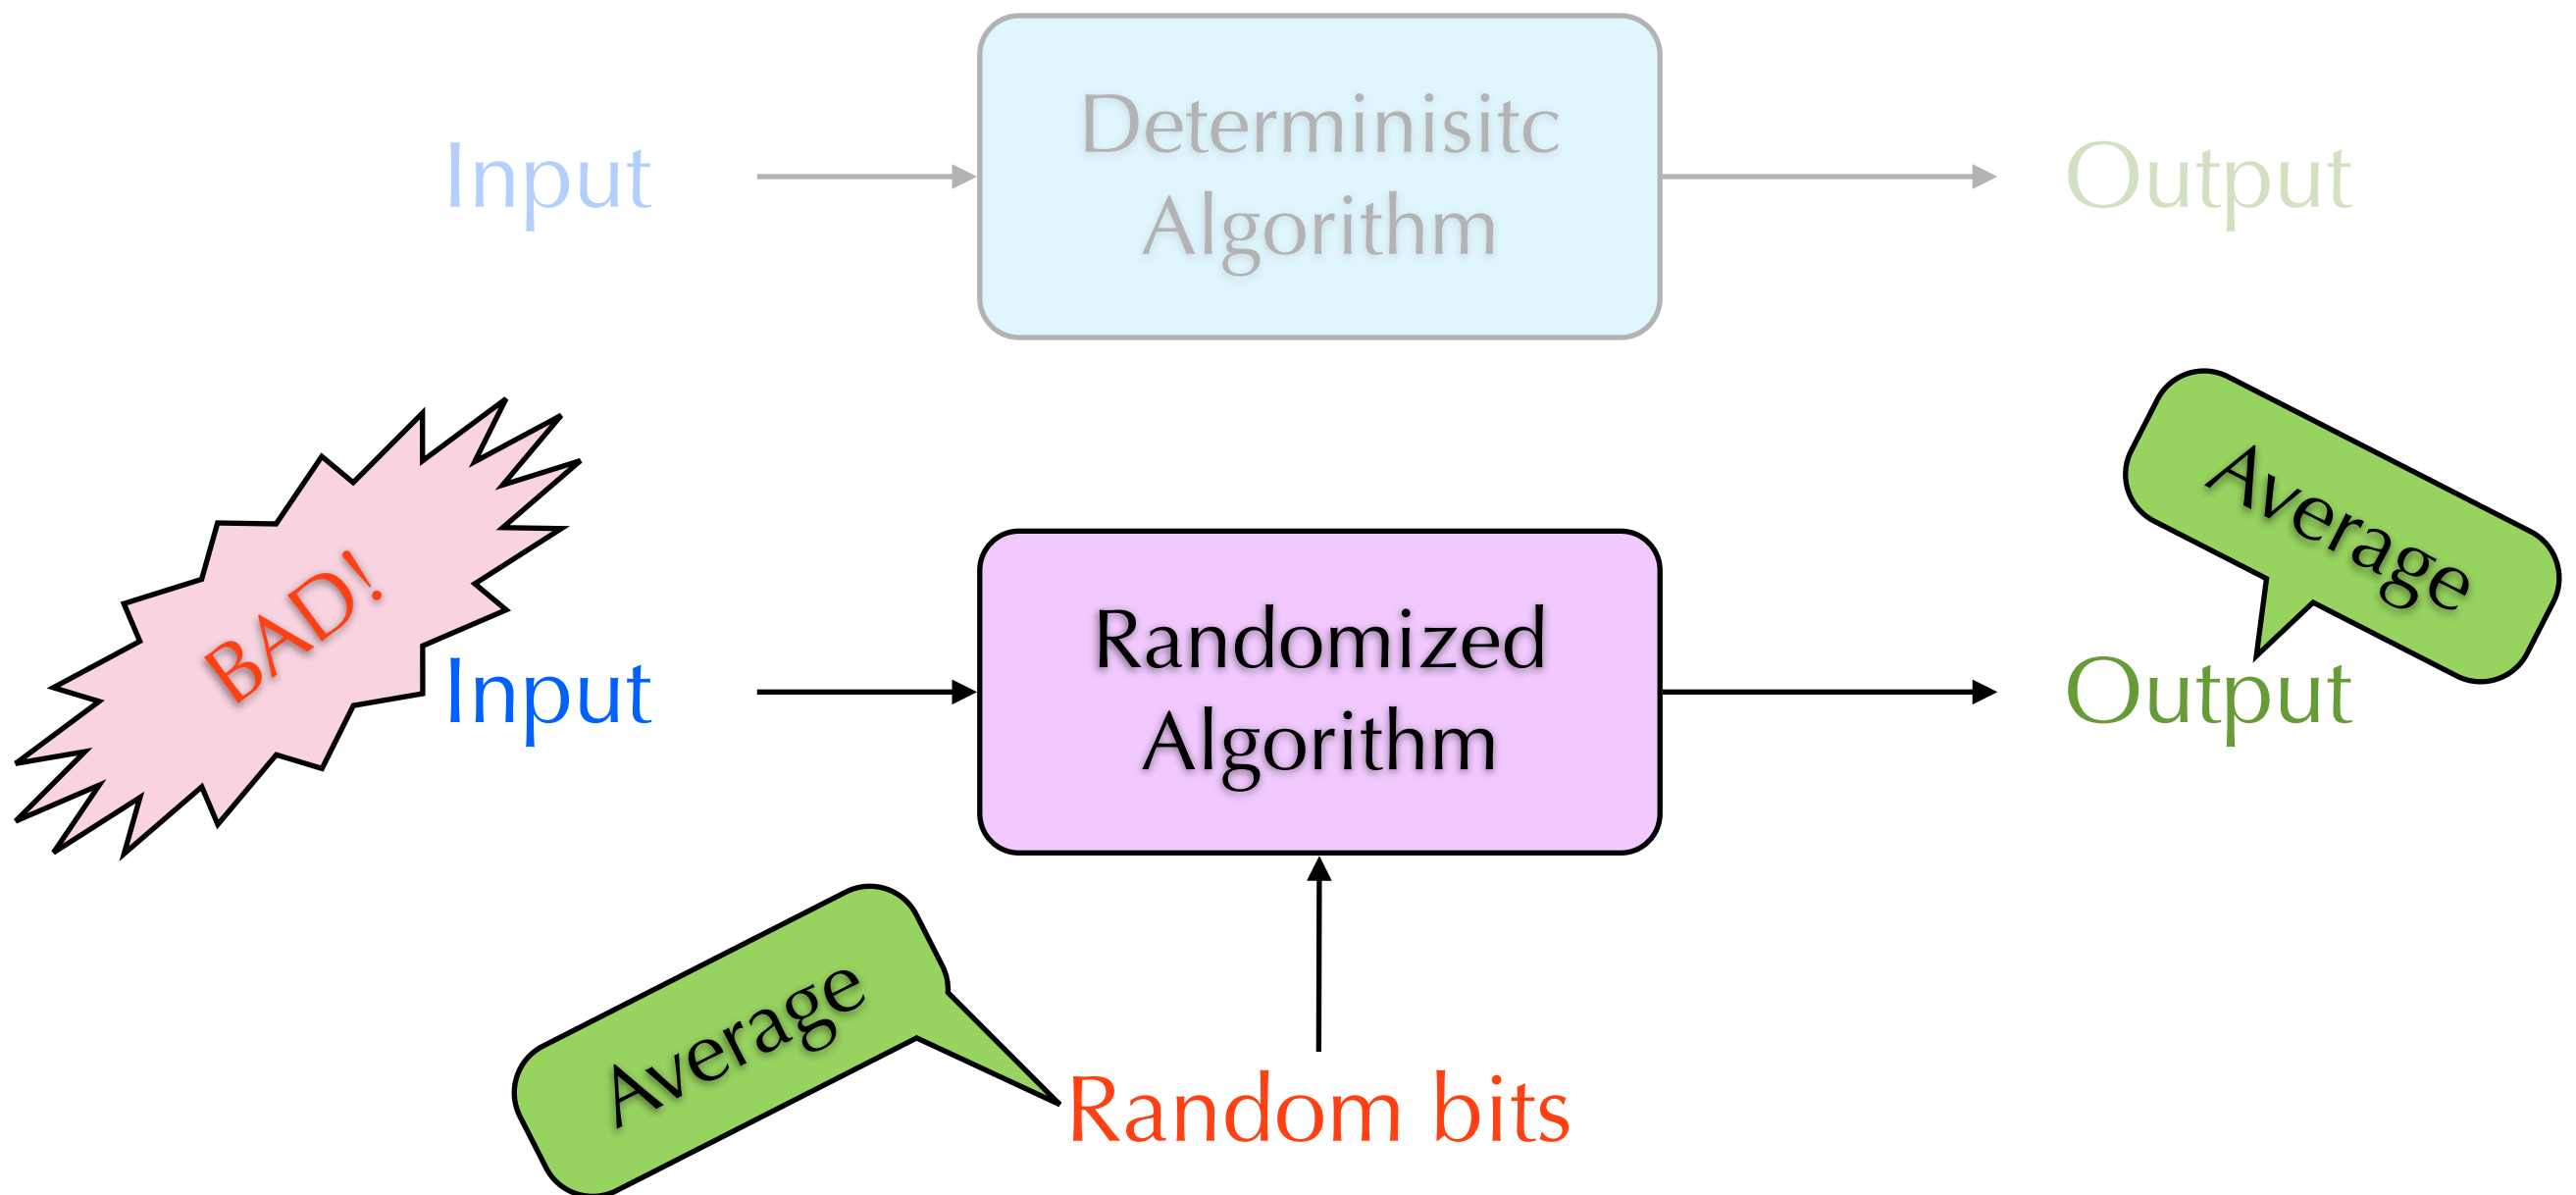 Input
Determinisitc
Algorithm
Output
BAD!
Input
Randomized
Algorithm
Average
Output
Average
Random bits